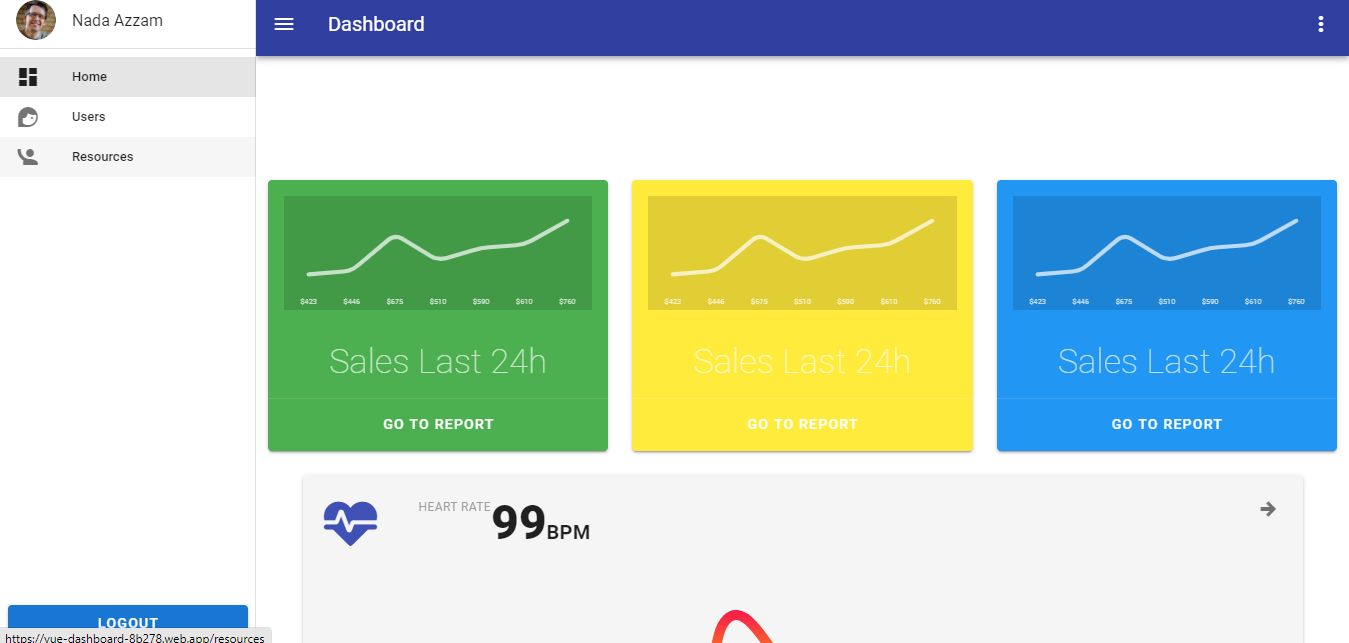 Nada Azzam
Dashboard
Home
Users
Resources
$423 $446 $675 $510 $590 $610 $760
Sales Last 24h
GO TO REPORT
$423 $446 $675 $510 $590 $610 $760
Sales Last 24h
GO TO REPORT
$423 $446 $675 $510 $590 $610 $760
Sales Last 24h
GO TO REPORT
HEART RATE 99 BPM
LOGOUT
https://vue-dashboard-8b278.web.app/resources